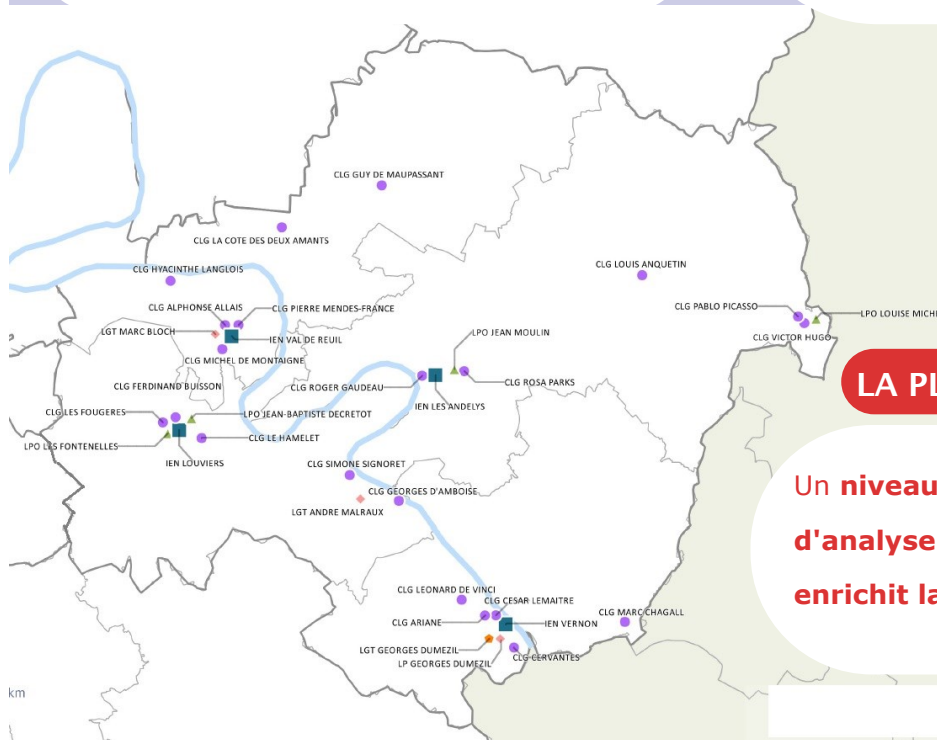 CLG GUY DE MAUPASSANT
CLG LA COTE DES DEUX AMANTS
CLG HYACINTHE LANGLOIS
CLG LOUIS ANQUETIN
CLG ALPHONSE ALLAIS
CLG PIERRE MENDES-FRANCE
CLG PABLO PICASSO
LPO LOUISE MICHE
LGT MARC BLOCH
IEN VAL DE REUIL
LPO JEAN MOULIN
CLG VICTOR HUGO
CLG MICHEL DE MONTAIGNE
CLG FERDINAND BUISSON
CLG ROGER GAUDEAU
CLG ROSA PARKS
LA PL
CLG LES FOUGERES
LPO JEAN-BAPTISTE DECRETOT
IEN LES ANDELYS
LPO LES FONTENELLES
CLG LE HAMELET
IEN LOUVIERS
CLG SIMONE SIGNORET
CLG GEORGES D'AMBOISE
LGT ANDRE MALRAUX
Un niveau
d'analyse
enrichit la
CLG LEONARD DE VINCI
CLG CESAR LEMAITRE
CLG MARC CHAGALL
CLG ARIANE
IEN VERNON
LGT GEORGES DUMEZIL
LP GEORGES DUMEZIL
CLG CERVANTES
km